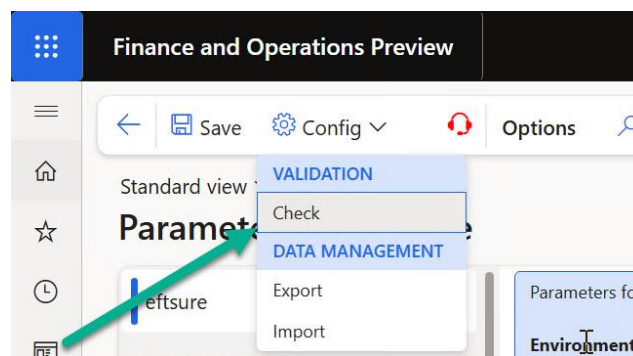 Finance and Operations Preview
Save Config Options
Standard view
VALIDATION
Check
DATA MANAGEMENT
eftsure
Export
Import
Parameters fo
Environment